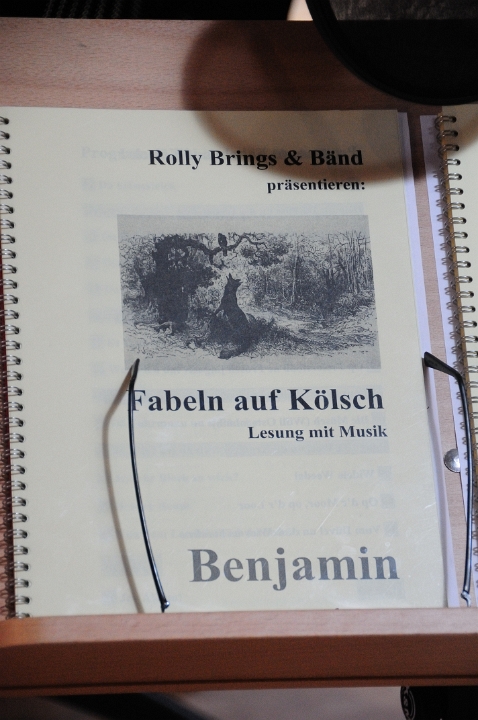 Rolly Brings & Bänd
präsentieren:
Fabeln auf Kölsch
Lesung mit Musik
Benjamin